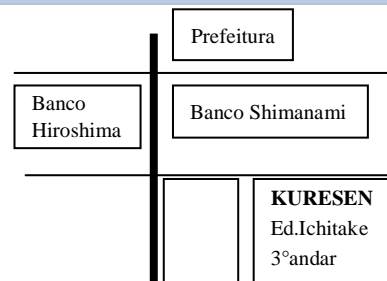 Prefeitura
Banco
Hiroshima
Banco Shimanami
KURESEN
Ed.Ichitake
3°andar